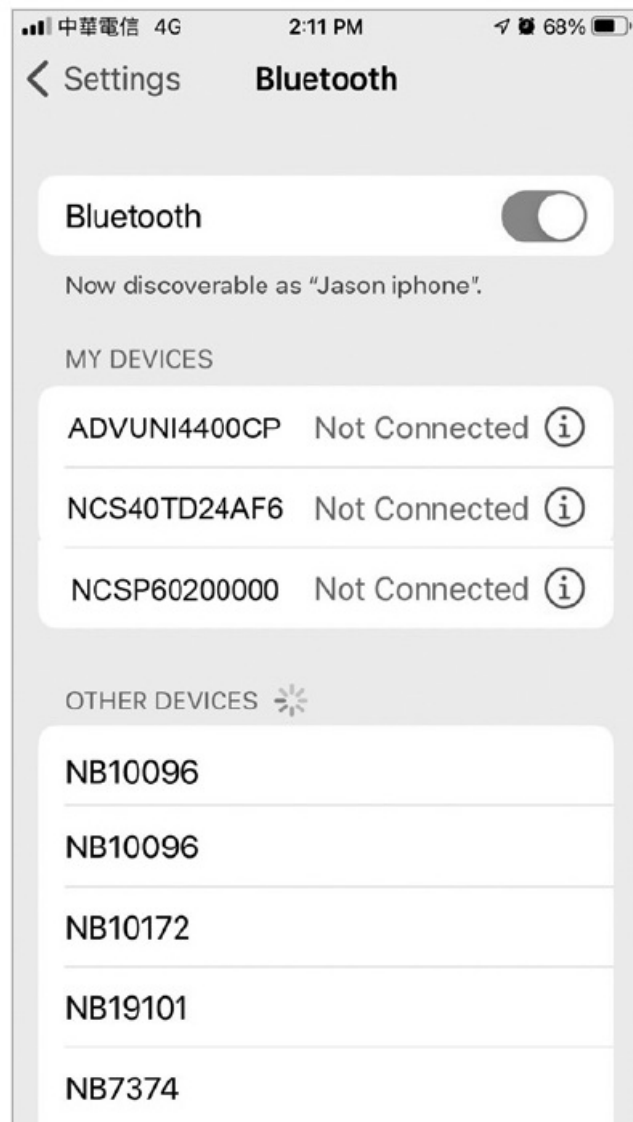 中華電信 4G 2:11 PM 68%
Settings Bluetooth
Bluetooth
Now discoverable as “Jason iphone”.
MY DEVICES
ADVUNI4400CP Not Connected
NCS40TD24AF6 Not Connected
NCSP60200000 Not Connected
OTHER DEVICES
NB10096
NB10096
NB10172
NB19101
NB7374